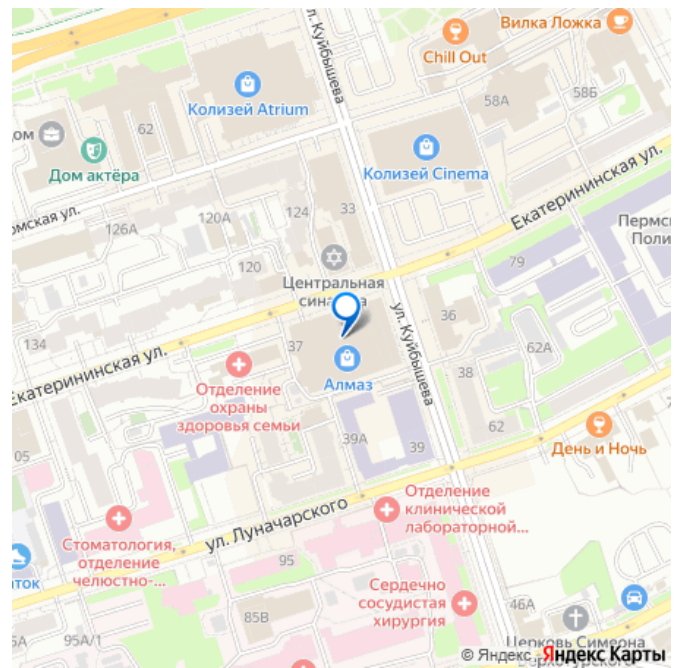 Вилка Ложка
Chill Out
ул. Куйбышева
Колизей Atrium
58А
58Б
62
Дом актёра
Колизей Cinema
Екатерининская ул.
126А
120А
124
33
120
Центральная
79
36
134
37
ул. Куйбышева
62А
Екатерининская ул.
Алмаз
38
Отделение
охраны
здоровья семьи
39А
39
62
День и Ночь
05
ул. Луначарского
Отделение
клинической
лабораторной...
Стоматология,
отделение
челюстно-...
95
Сердечно
сосудистая
хирургия
85В
46А
95А/1
Церковь Симеона
© Яндекс Яндекс Карты